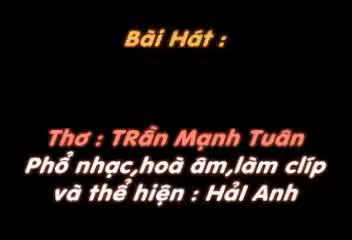 Bài Hát :
Thơ : TRần Mạnh Tuân
Phổ nhạc,hoà âm,làm clíp
và thể hiện : HảI Anh